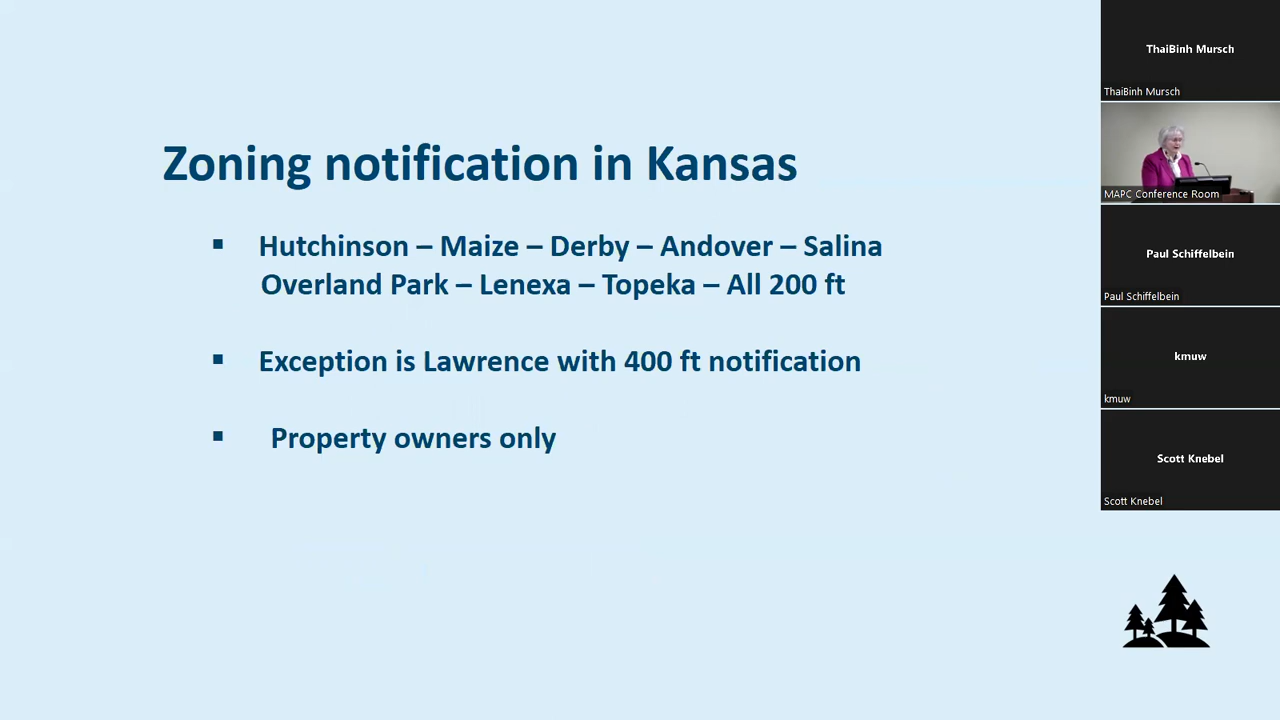 Zoning notification in Kansas
▪ Hutchinson – Maize – Derby – Andover – Salina
Overland Park – Lenexa – Topeka – All 200 ft
▪ Exception is Lawrence with 400 ft notification
▪ Property owners only
ThaiBinh Mursch
ThaiBinh Mursch
MAPC Conference Room
Paul Schiffelbein
Paul Schiffelbein
kmuw
kmuw
Scott Knebel
Scott Knebel